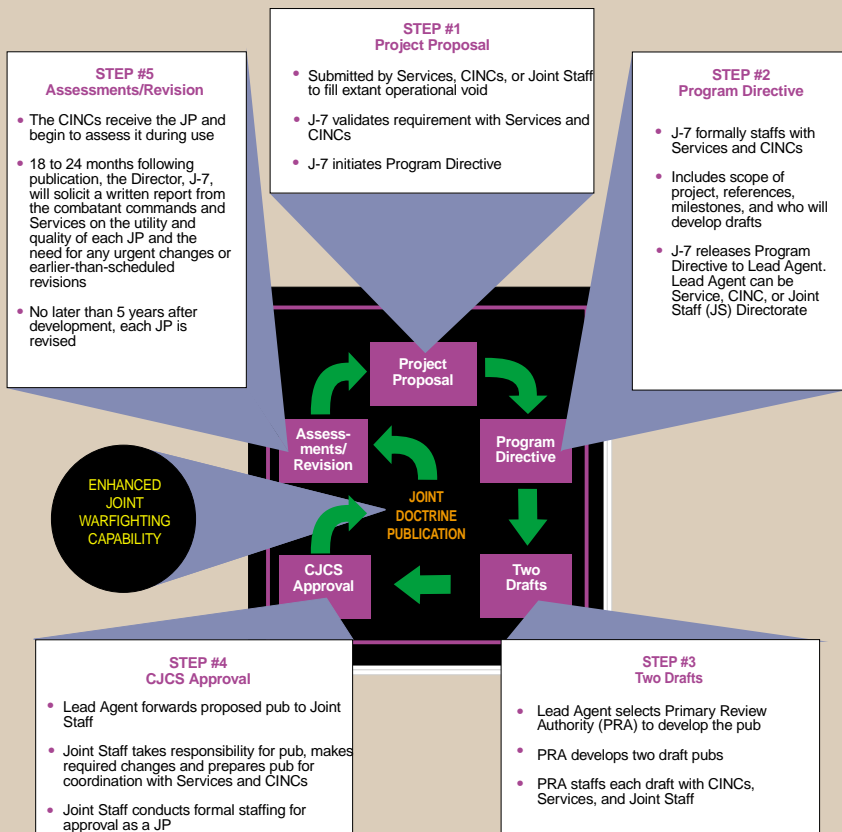 STEP #1
Project Proposal
• Submitted by Services, CINCs, or Joint Staff
to fill extant operational void
• J-7 validates requirement with Services and
CINCs
• J-7 initiates Program Directive
STEP #5
Assessments/Revision
• The CINCs receive the JP and
begin to assess it during use
• 18 to 24 months following
publication, the Director, J-7,
will solicit a written report from
the combatant commands and
Services on the utility and
quality of each JP and the
need for any urgent changes or
earlier-than-scheduled
revisions
• No later than 5 years after
development, each JP is
revised
STEP #2
Program Directive
• J-7 formally staffs with
Services and CINCs
• Includes scope of
project, references,
milestones, and who will
develop drafts
• J-7 releases Program
Directive to Lead Agent.
Lead Agent can be
Service, CINC, or Joint
Staff (JS) Directorate
Project
Proposal
Assess-
ments/
Revision
Program
Directive
ENHANCED
JOINT
WARFIGHTING
CAPABILITY
JOINT
DOCTRINE
PUBLICATION
CJCS
Approval
Two
Drafts
STEP #4
CJCS Approval
• Lead Agent forwards proposed pub to Joint
Staff
• Joint Staff takes responsibility for pub, makes
required changes and prepares pub for
coordination with Services and CINCs
• Joint Staff conducts formal staffing for
approval as a JP
STEP #3
Two Drafts
• Lead Agent selects Primary Review
Authority (PRA) to develop the pub
• PRA develops two draft pubs
• PRA staffs each draft with CINCs,
Services, and Joint Staff